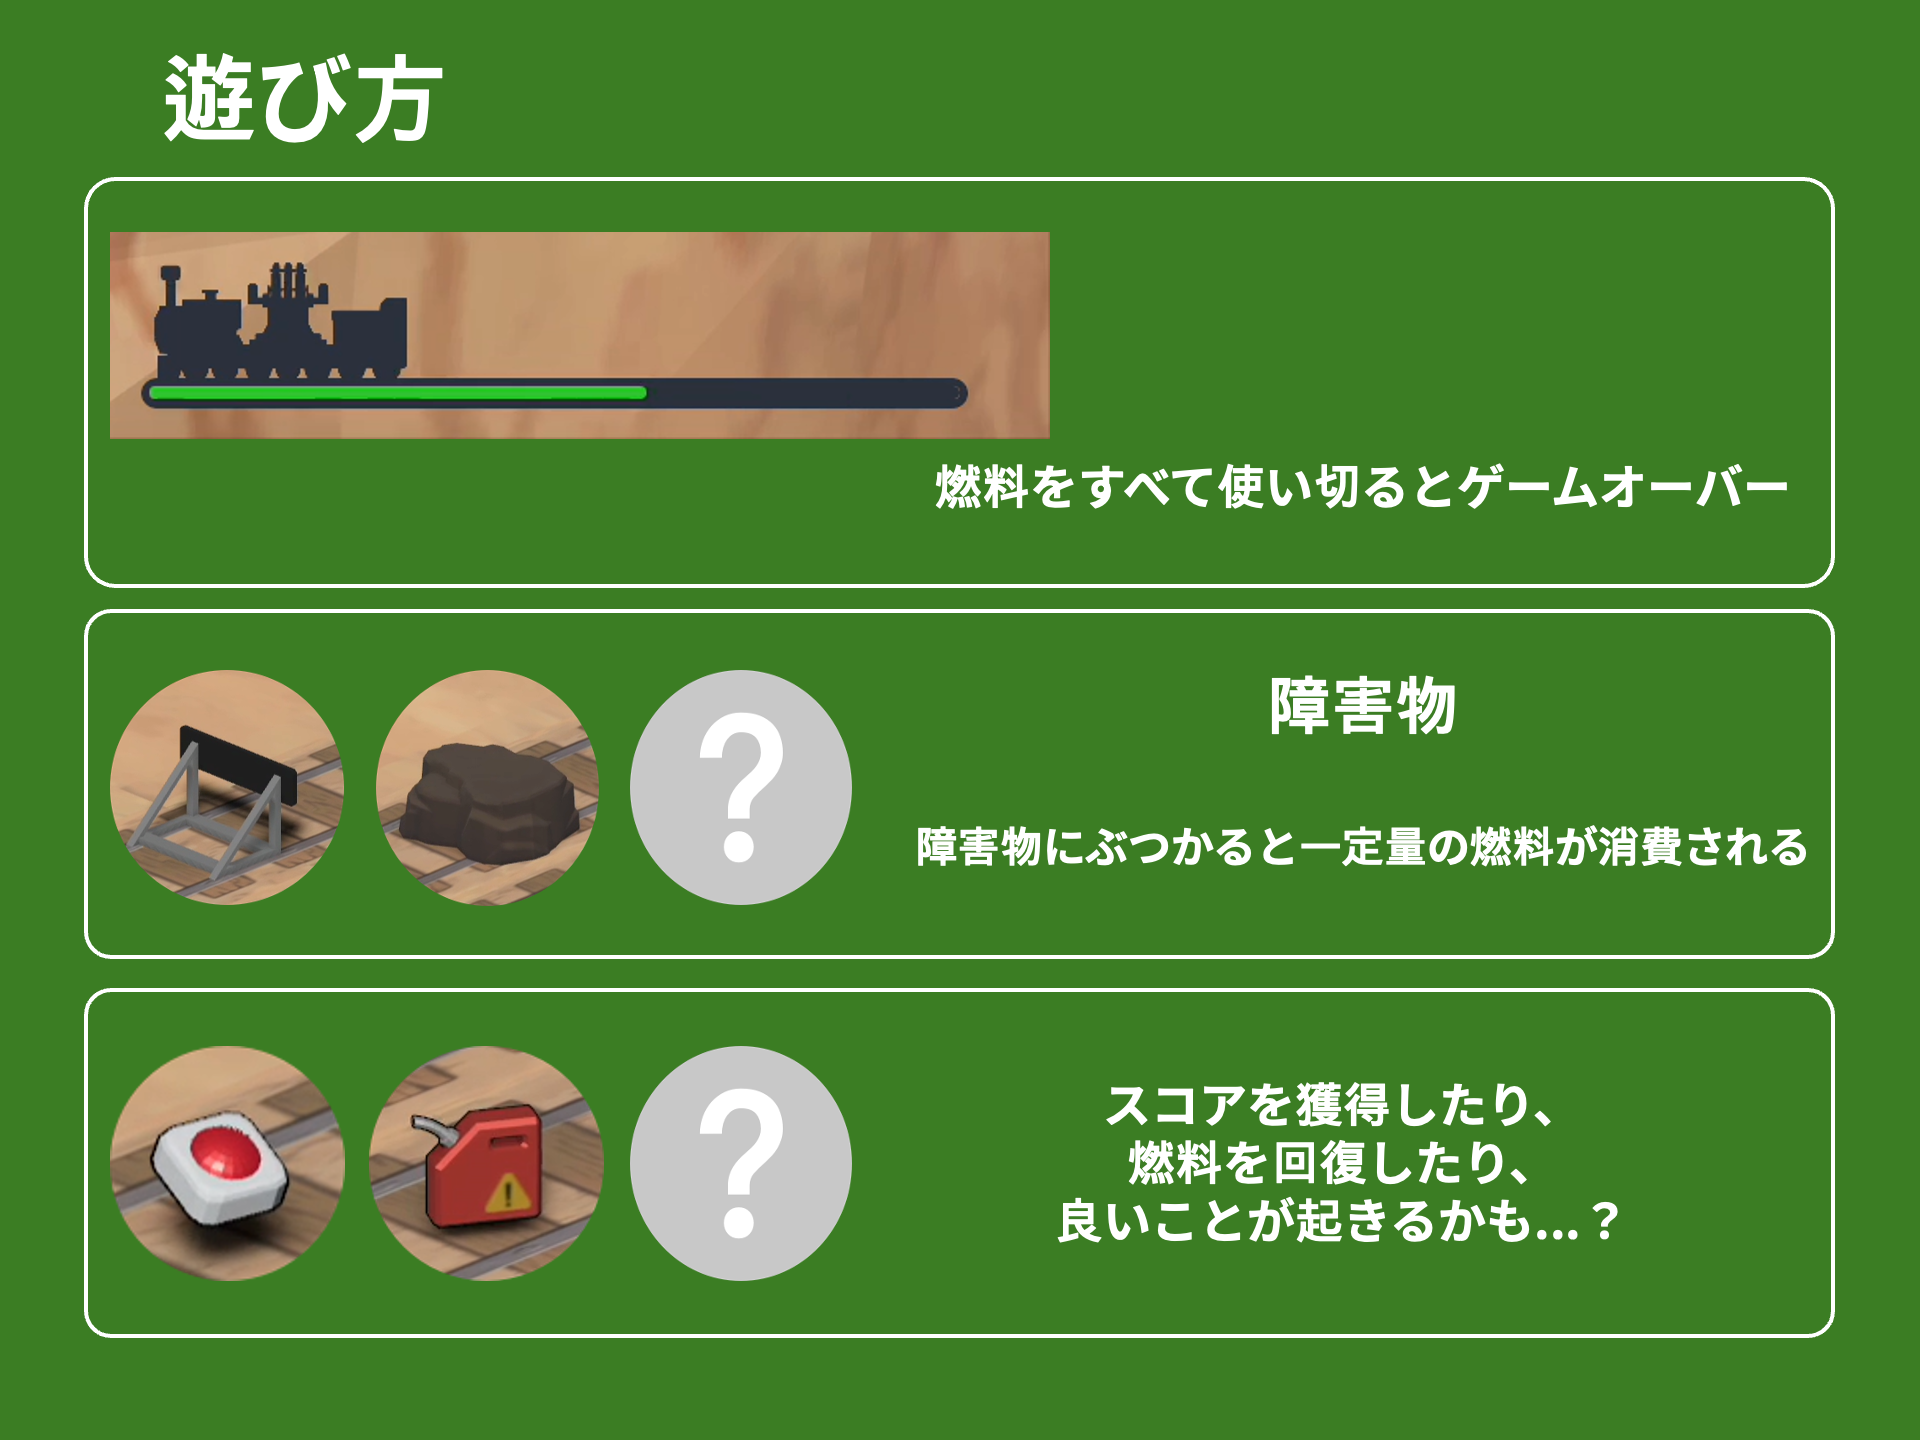 遊び方
燃料をすべて使い切るとゲームオーバー
?
障害物
障害物にぶつかると一定量の燃料が消費される
!
?
スコアを獲得したり、
燃料を回復したり、
良いことが起きるかも...？